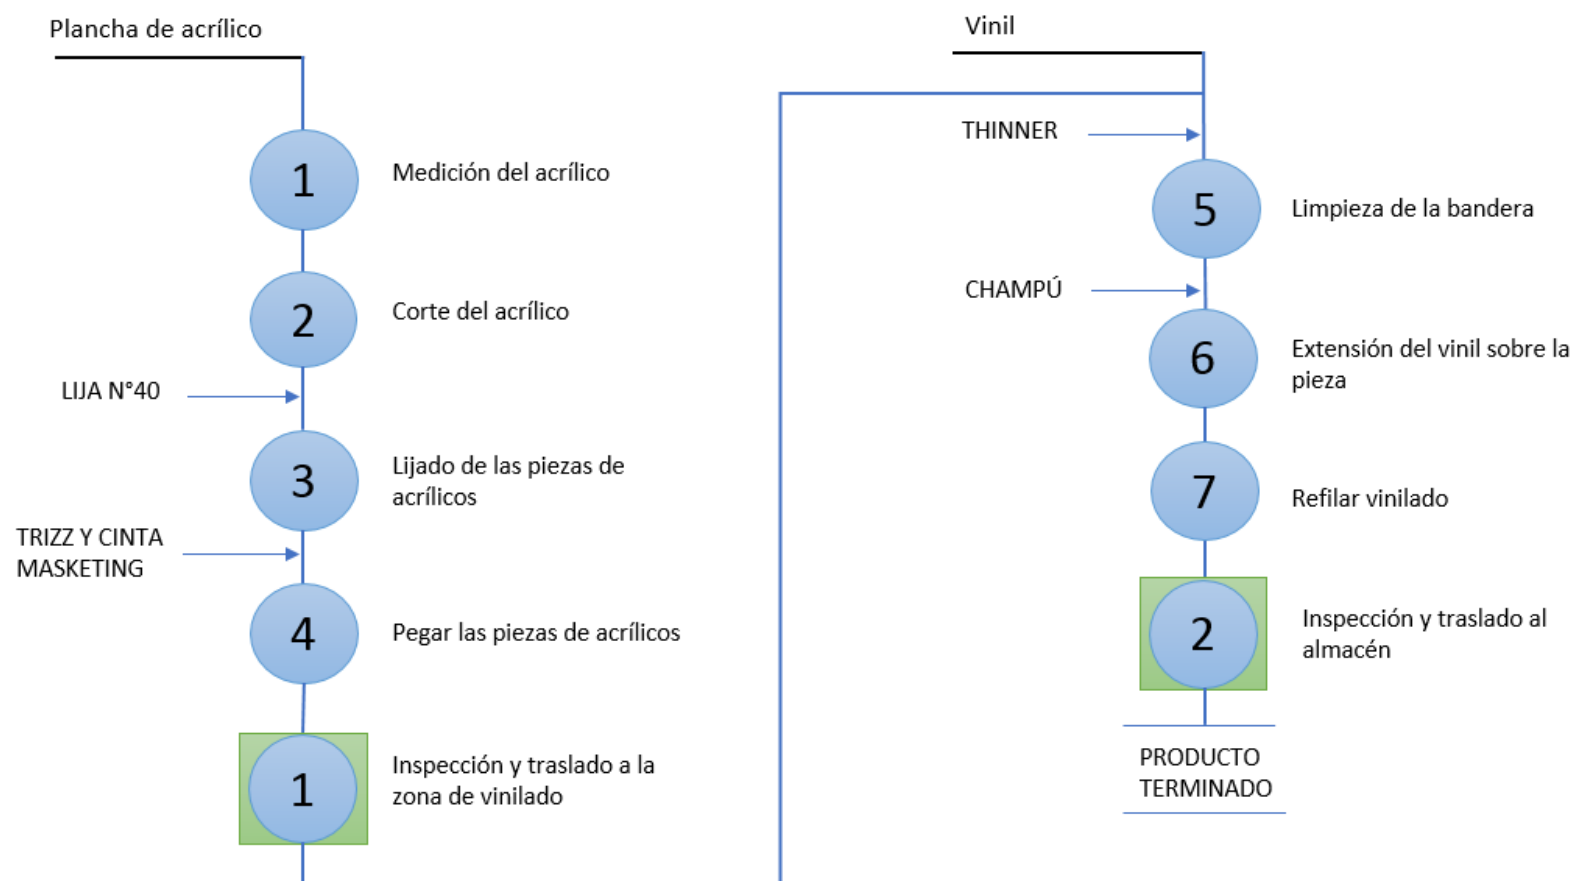 Plancha de acrílico
1
Medición del acrílico
2
Corte del acrílico
LIJA N°40
3
Lijado de las piezas de
acrílicos
TRIZZ Y CINTA
MASKETING
4
Pegar las piezas de acrílicos
1
Inspección y traslado a la
zona de vinilado
Vinil
THINNER
5
Limpieza de la bandera
CHAMPÚ
6
Extensión del vinil sobre la
pieza
7
Refilar vinilado
2
Inspección y traslado al
almacén
PRODUCTO
TERMINADO